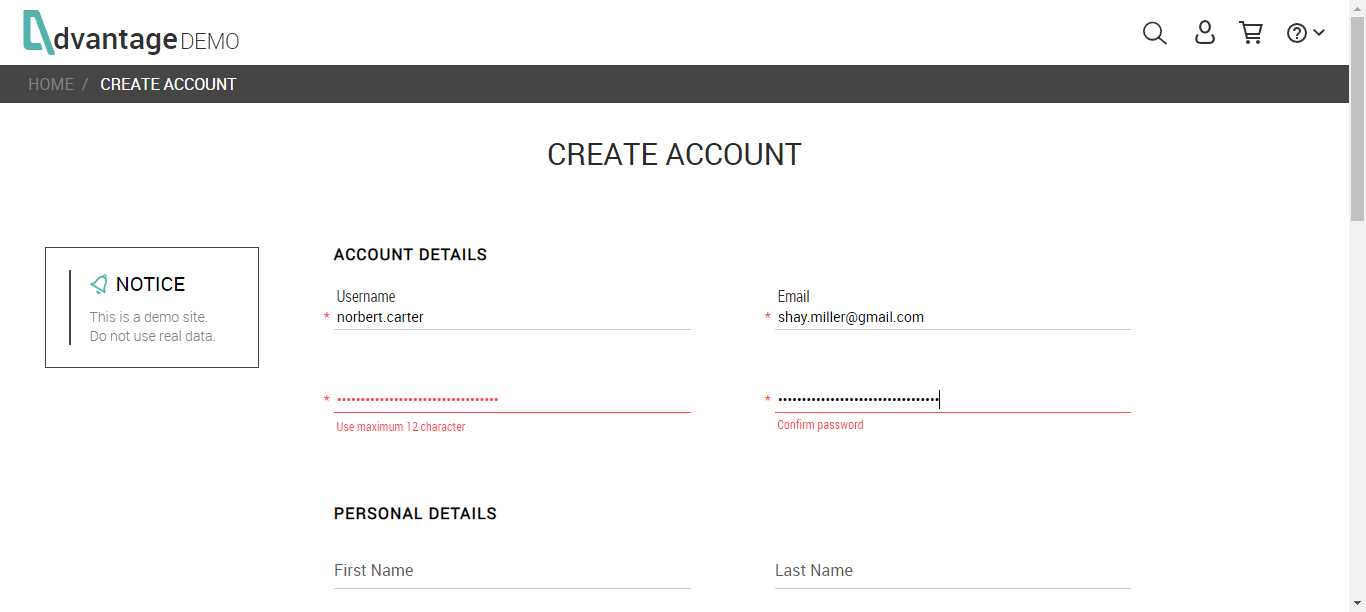 dvantage DEMO
HOME / CREATE ACCOUNT
CREATE ACCOUNT
NOTICE
This is a demo site.
Do not use real data.
ACCOUNT DETAILS
Username
* norbert.carter
Email
* shay.miller@gmail.com
* ••••••••••••••••••••••••••••••••••
Use maximum 12 character
* ••••••••••••••••••••••••••••••••••
Confirm password
PERSONAL DETAILS
First Name
Last Name